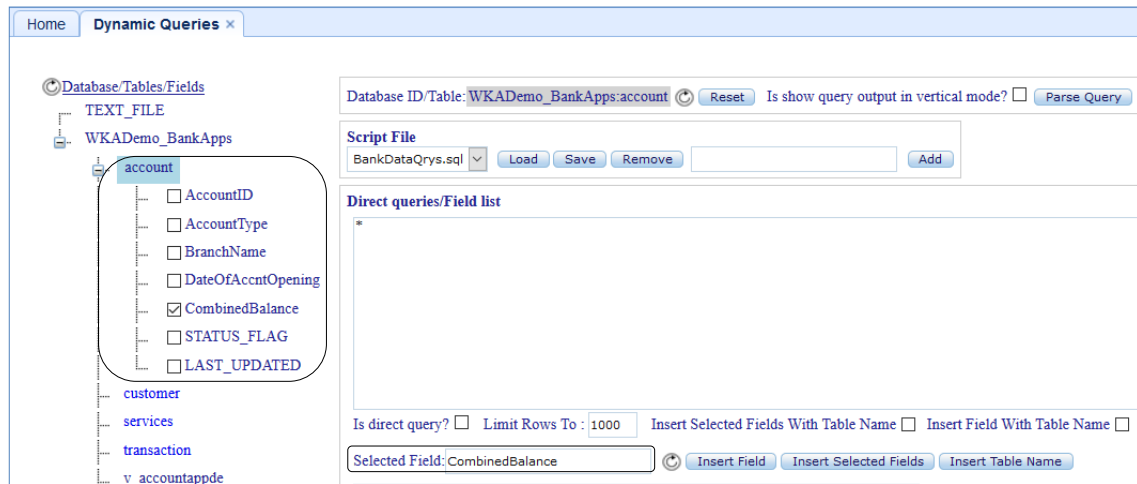 Home Dynamic Queries ×
Database/Tables/Fields
TEXT_FILE
WKADemo_BankApps
account
AccountID
AccountType
BranchName
DateOfAccntOpening
CombinedBalance
STATUS_FLAG
LAST_UPDATED
customer
services
transaction
v_accountappde
Database ID/Table: WKADemo_BankApps:account Reset Is show query output in vertical mode? Parse Query
Script File
BankDataQrys.sql Load Save Remove Add
Direct queries/Field list
*
Is direct query? Limit Rows To : 1000 Insert Selected Fields With Table Name Insert Field With Table Name
Selected Field: CombinedBalance Insert Field Insert Selected Fields Insert Table Name